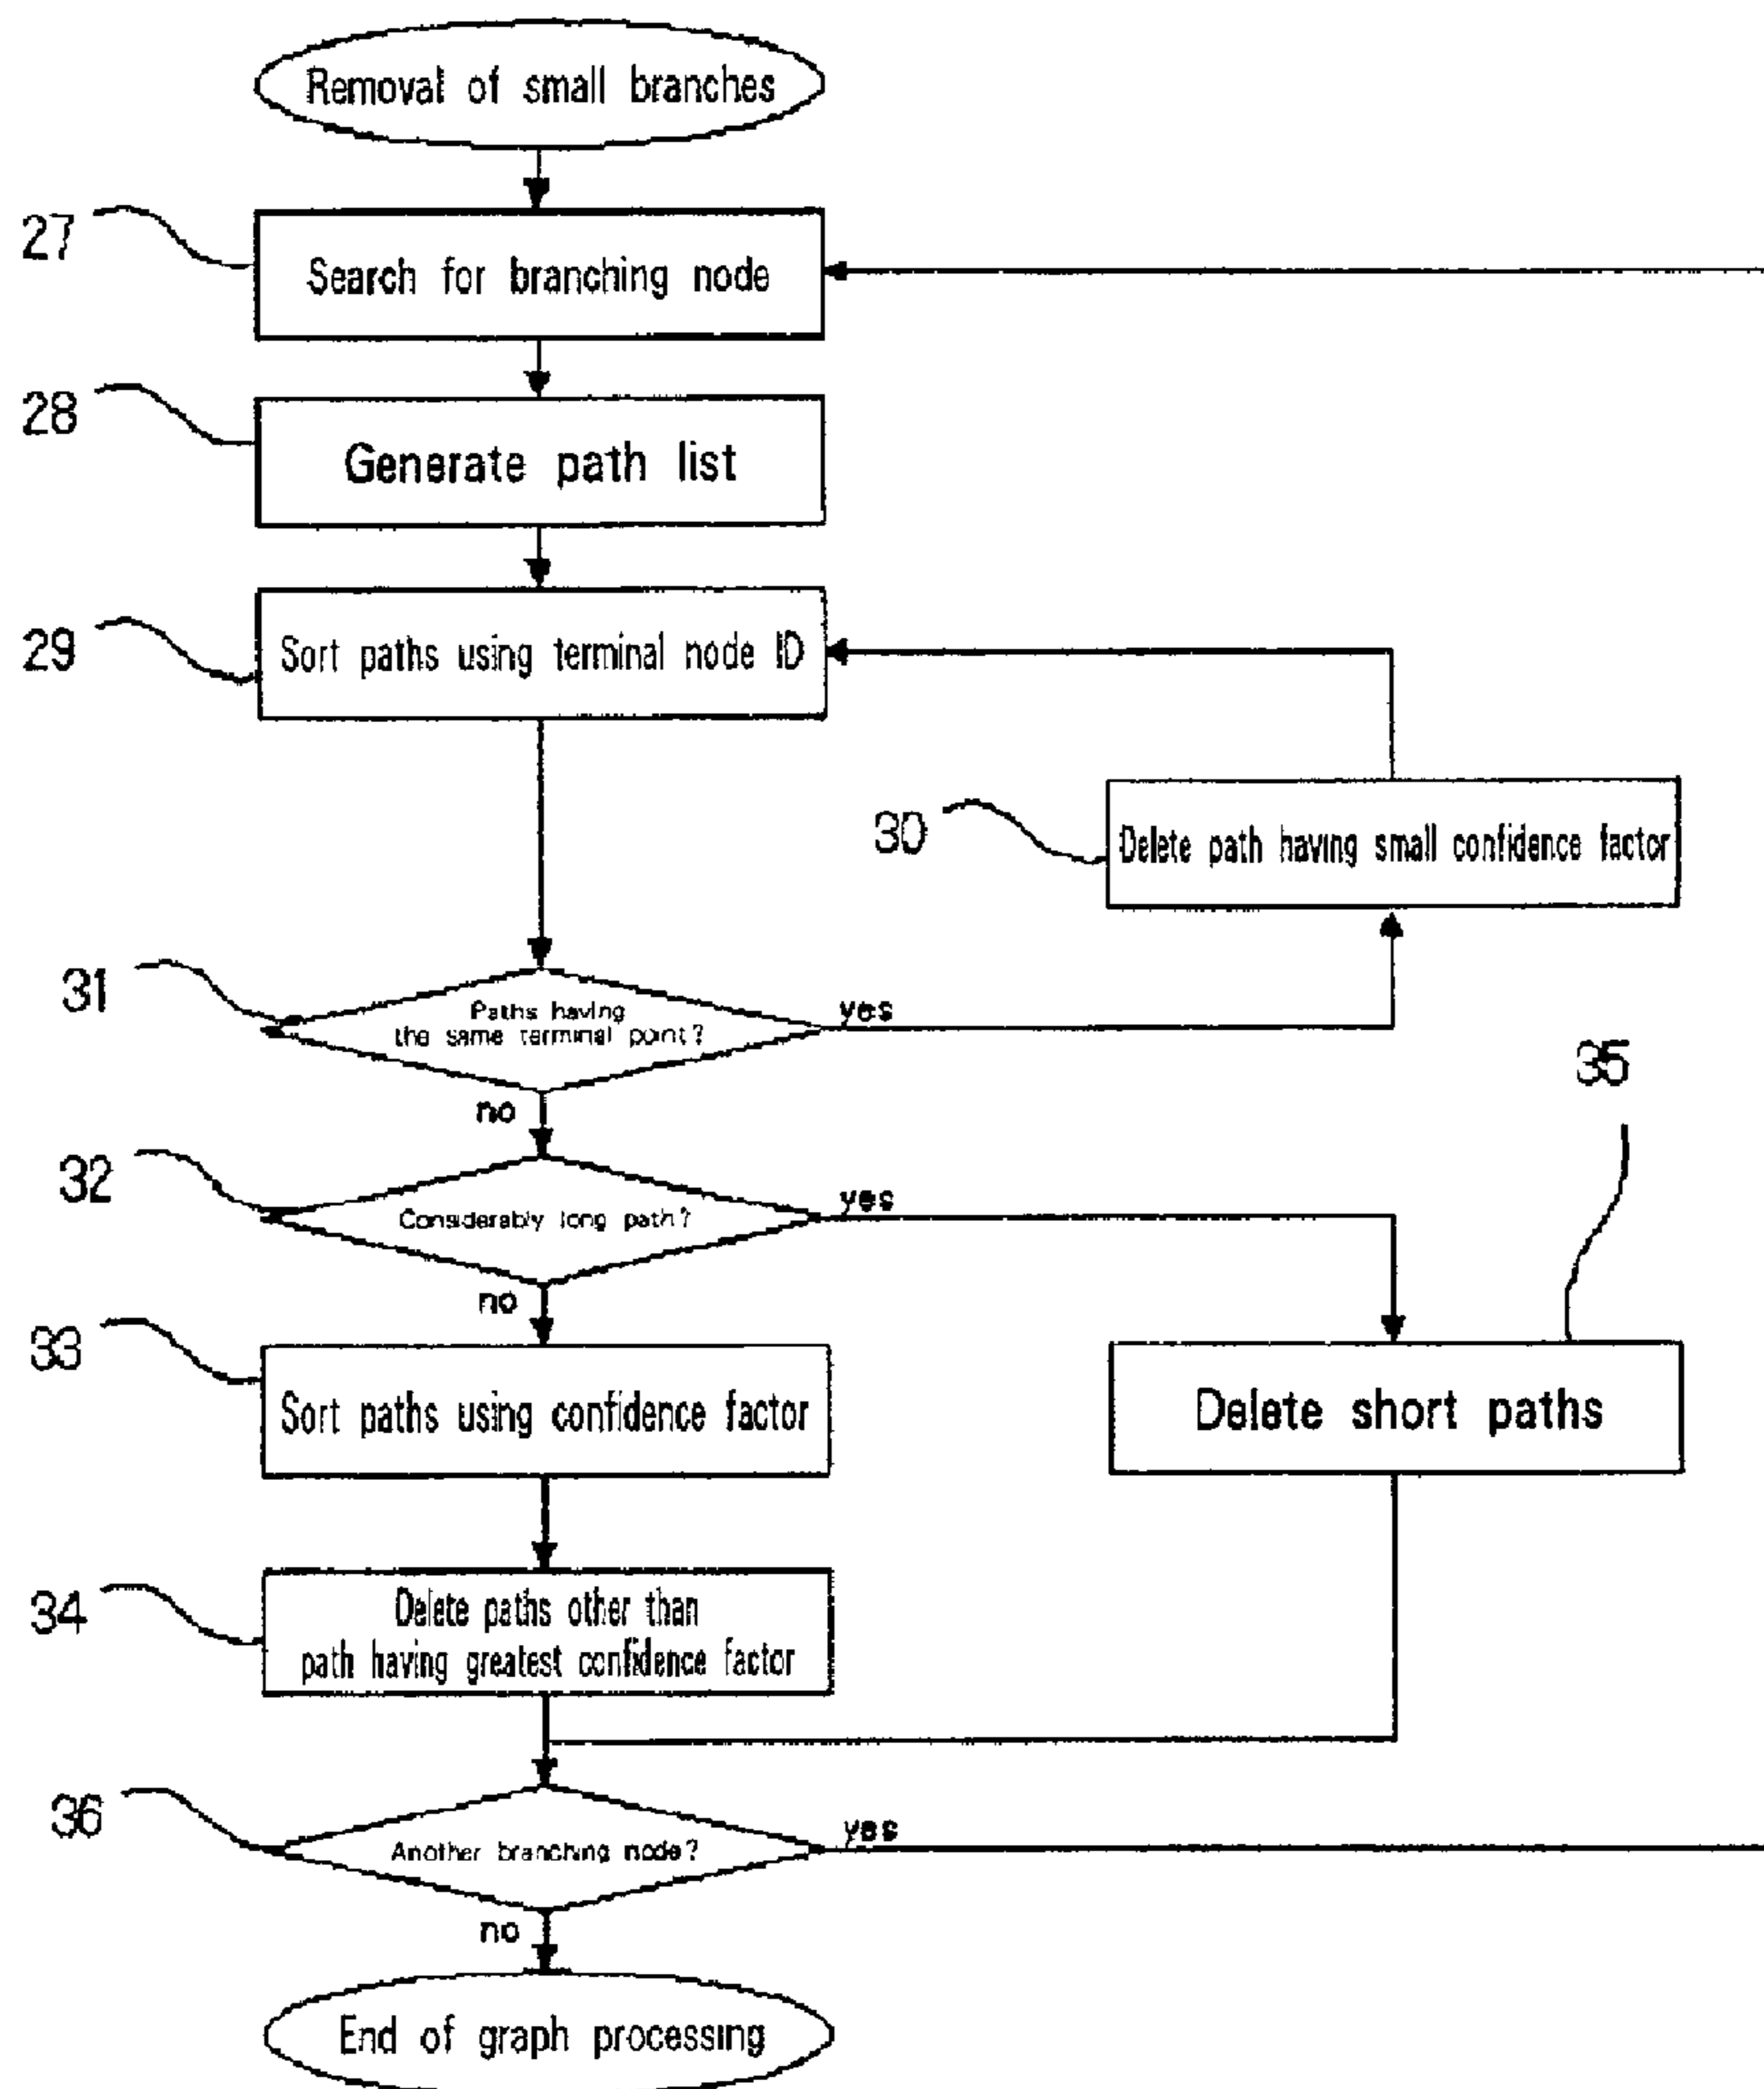 Removal of small branches
27
Search for branching node
28
Generate path list
29
Sort paths using terminal node ID
30
Delete path having small confidence factor
31
Paths having
the same terminal point?
yes
no
35
32
Considerably long path?
yes
no
33
Sort paths using confidence factor
Delete short paths
34
Delete paths other than
path having greatest confidence factor
36
Another branching node?
yes
no
End of graph processing